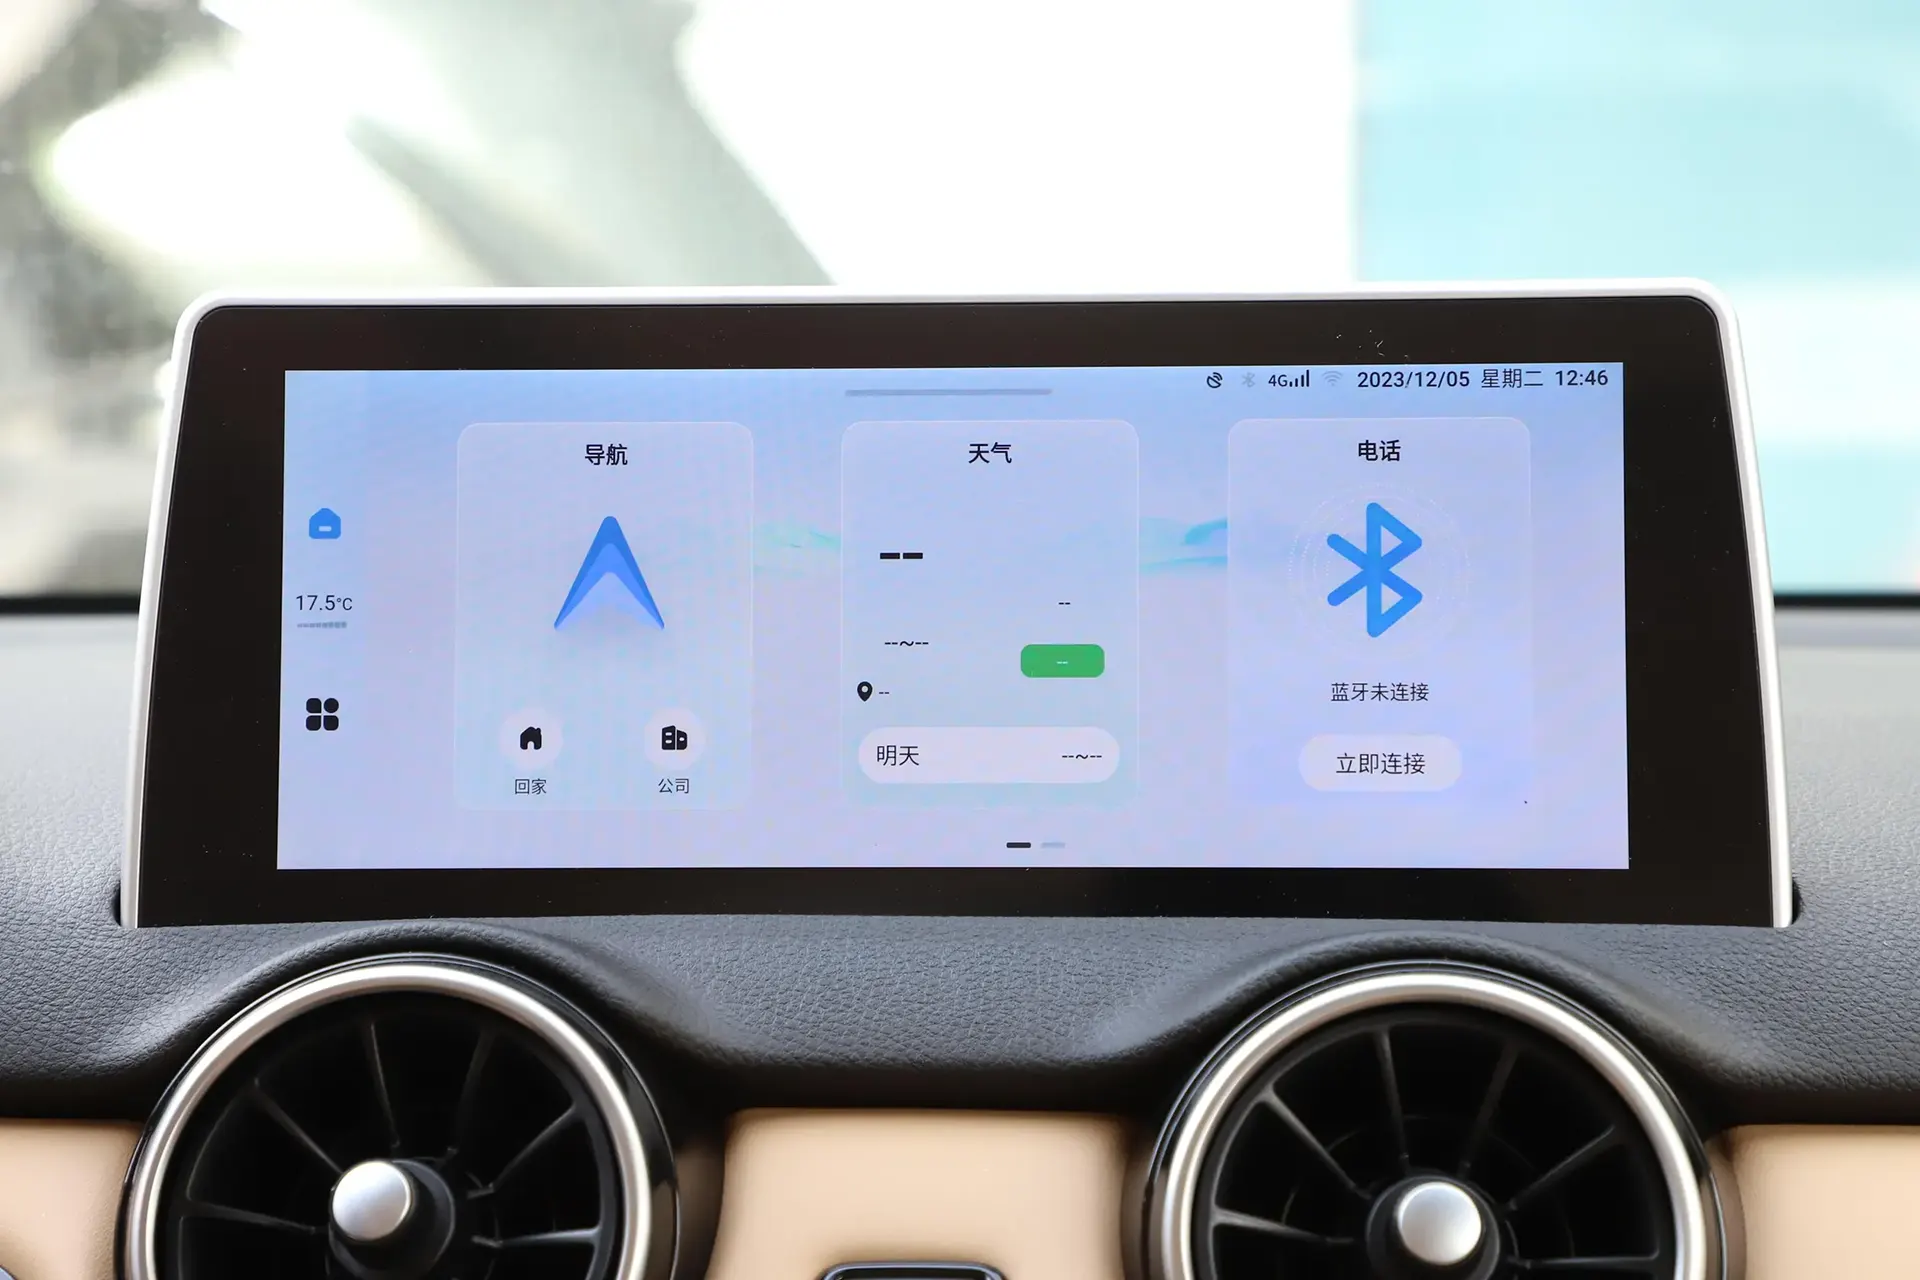 4G 2023/12/05 星期二 12:46
导航
回家
公司
天气
--
--
--~--
--
--
明天 --~--
电话
蓝牙未连接
立即连接
17.5°C